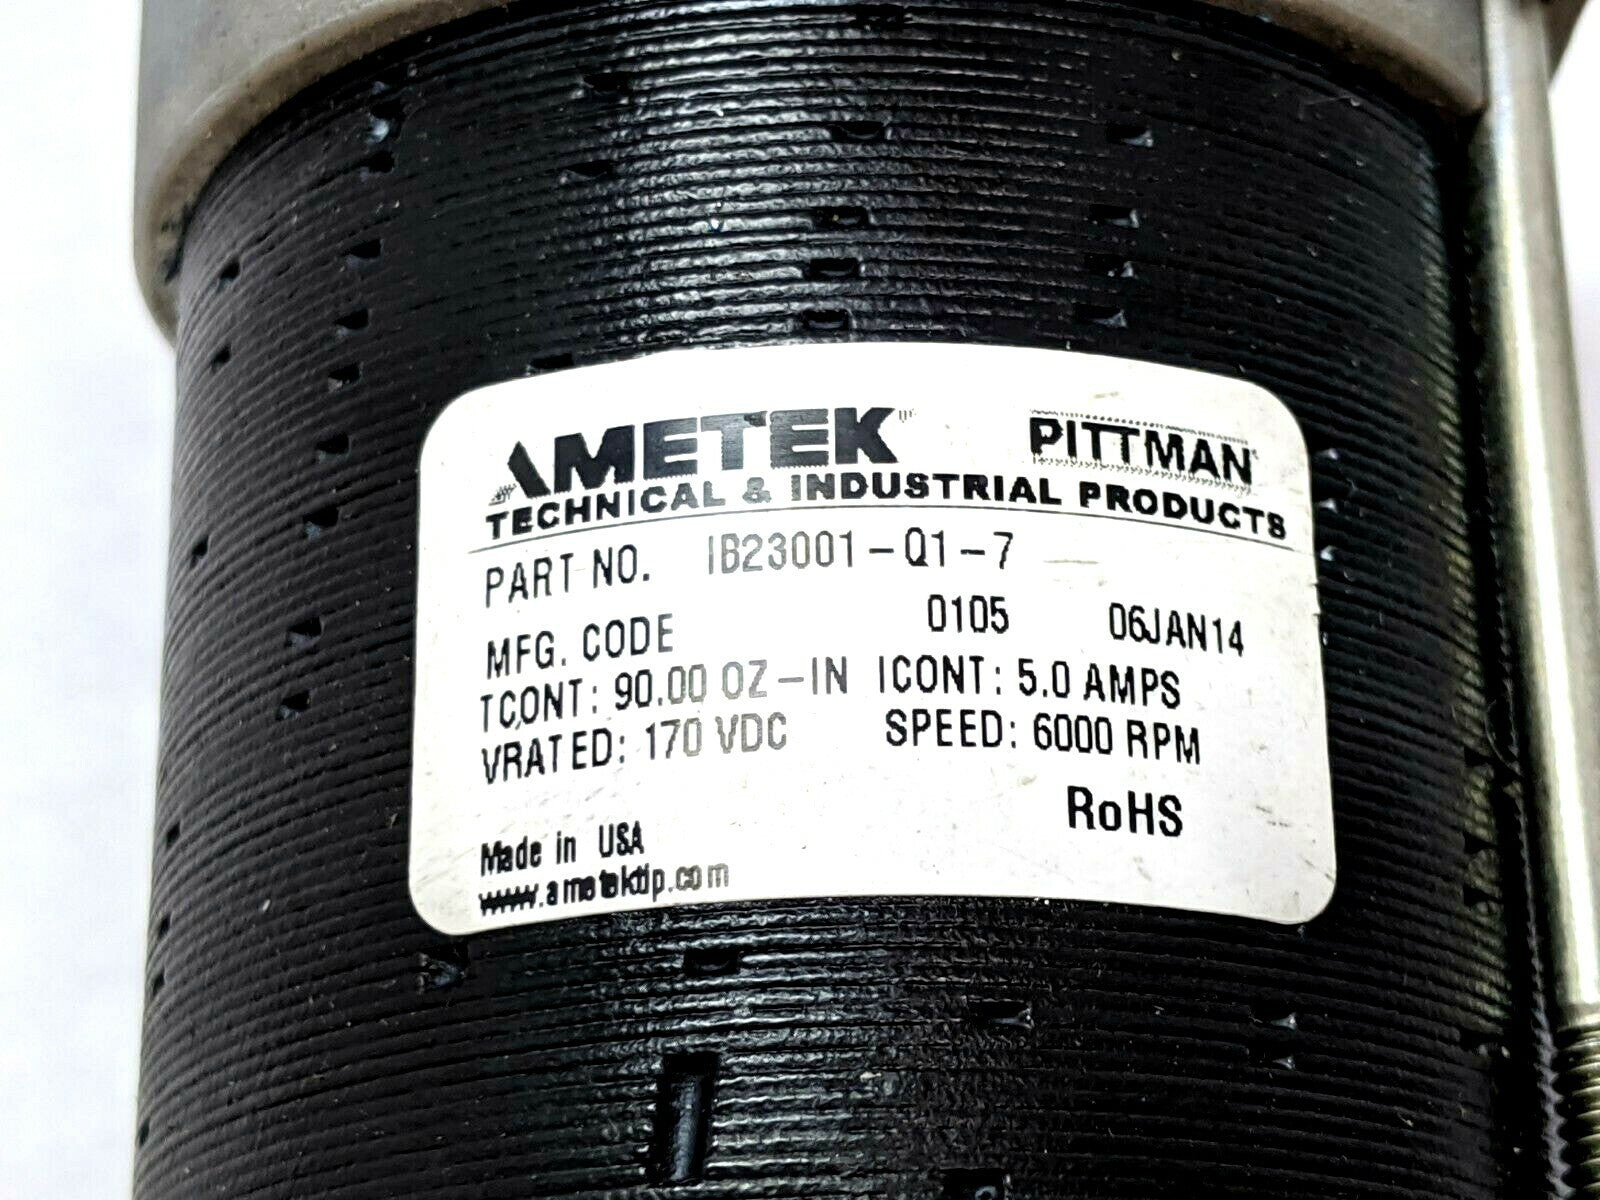 AMETEK PITTMAN
TECHNICAL & INDUSTRIAL PRODUCTS
PART NO. IB23001-Q1-7
MFG. CODE 0105 06JAN14
TCONT: 90.00 OZ-IN ICONT: 5.0 AMPS
VRATED: 170 VDC SPEED: 6000 RPM
RoHS
Made in USA
www.ametektip.com